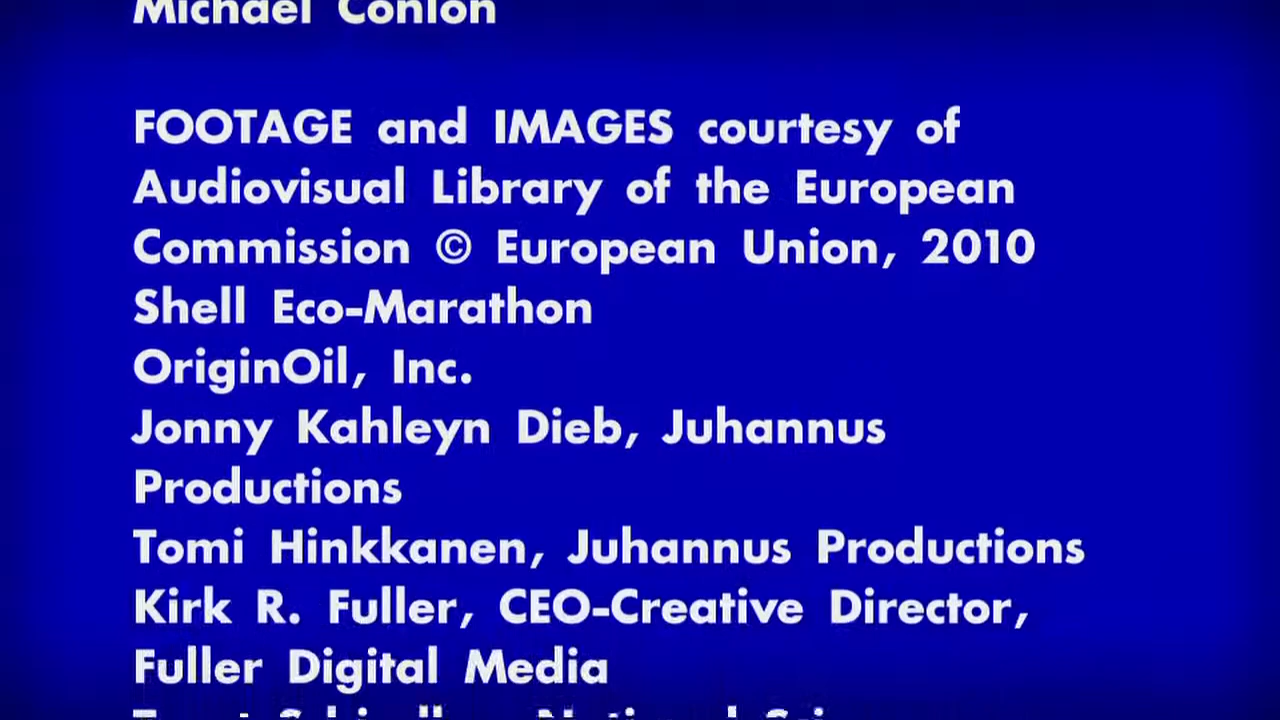 Michael Conlon
FOOTAGE and IMAGES courtesy of
Audiovisual Library of the European
Commission © European Union, 2010
Shell Eco-Marathon
OriginOil, Inc.
Jonny Kahleyn Dieb, Juhannus
Productions
Tomi Hinkkanen, Juhannus Productions
Kirk R. Fuller, CEO-Creative Director,
Fuller Digital Media